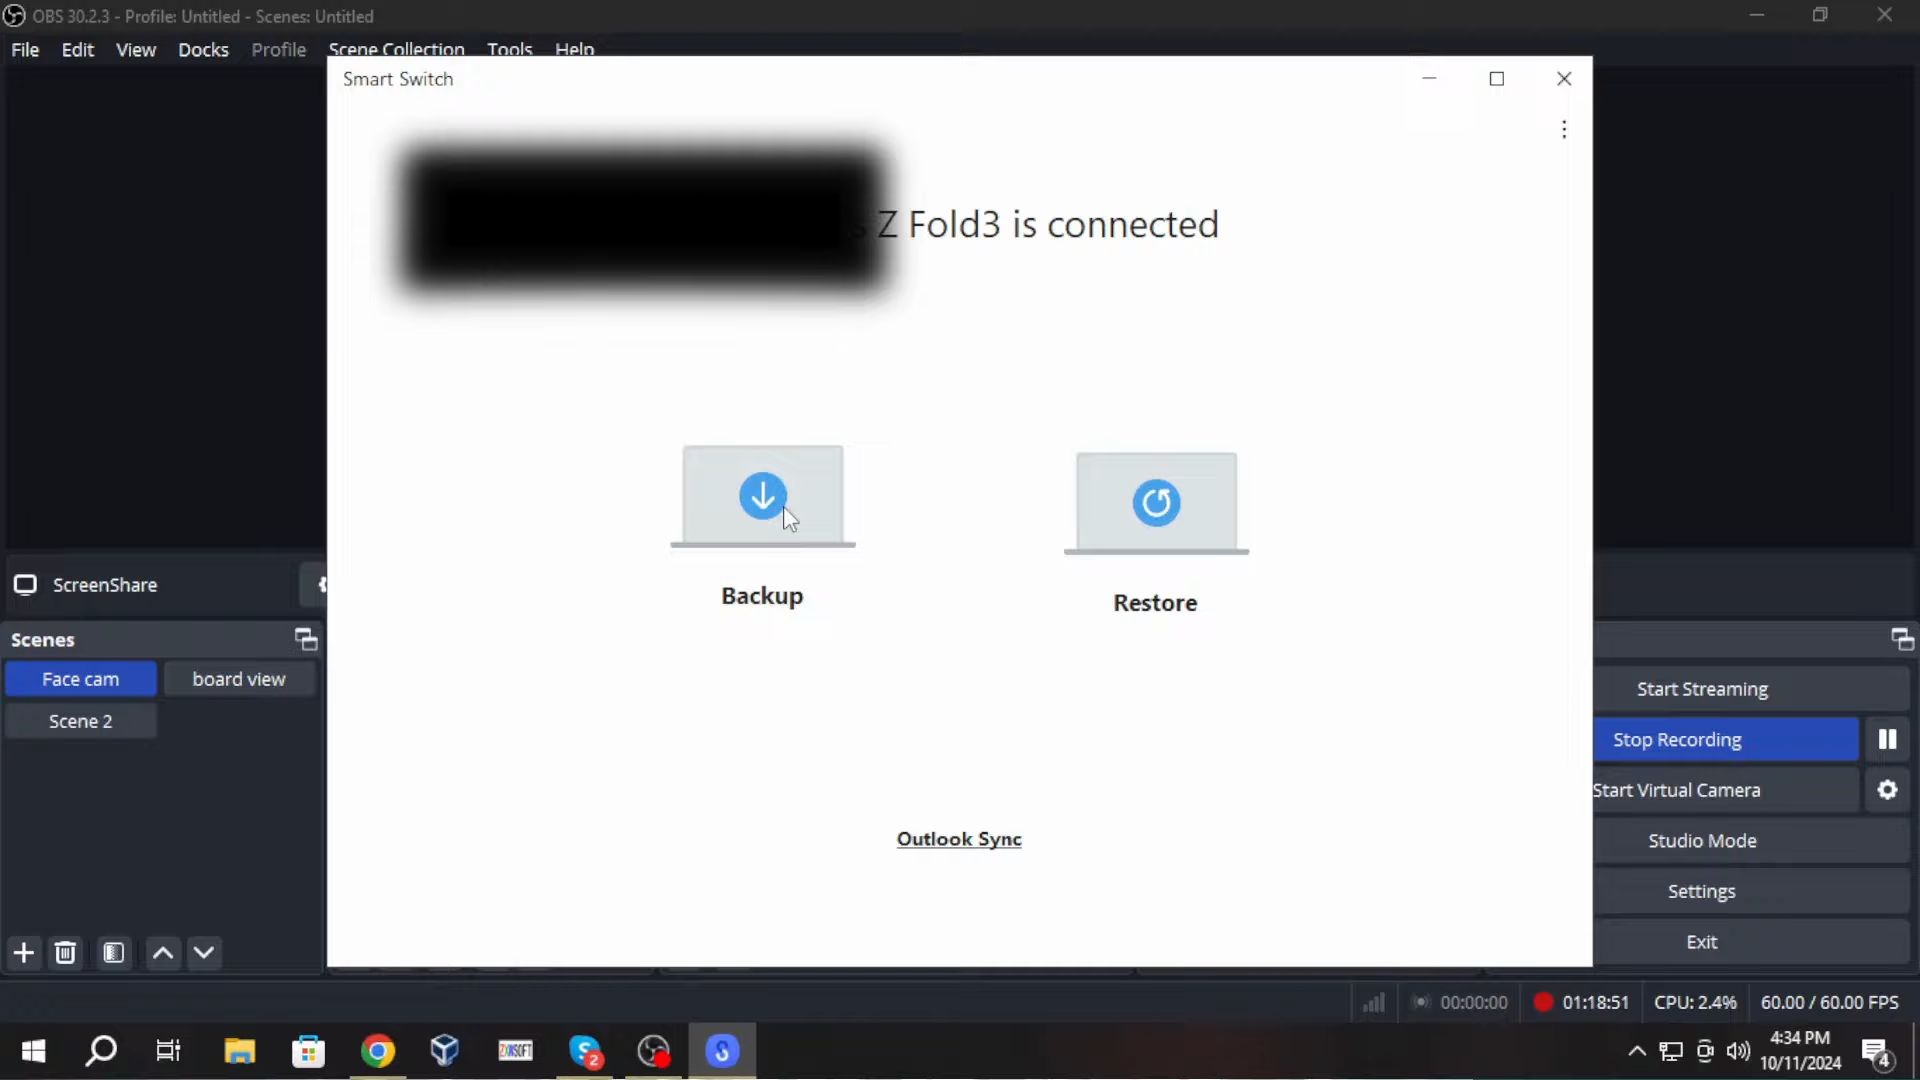 OBS 30.2.3 - Profile: Untitled - Scenes: Untitled
File Edit View Docks Profile Scene Collection Tools Help
Smart Switch
s Z Fold3 is connected
Backup
Restore
Outlook Sync
ScreenShare
Scenes
Face cam
board view
Scene 2
Start Streaming
Stop Recording
Start Virtual Camera
Studio Mode
Settings
Exit
00:00:00
01:18:51
CPU: 2.4%
60.00 / 60.00 FPS
ZXWSOFT
S
2
S
4:34 PM
10/11/2024
4